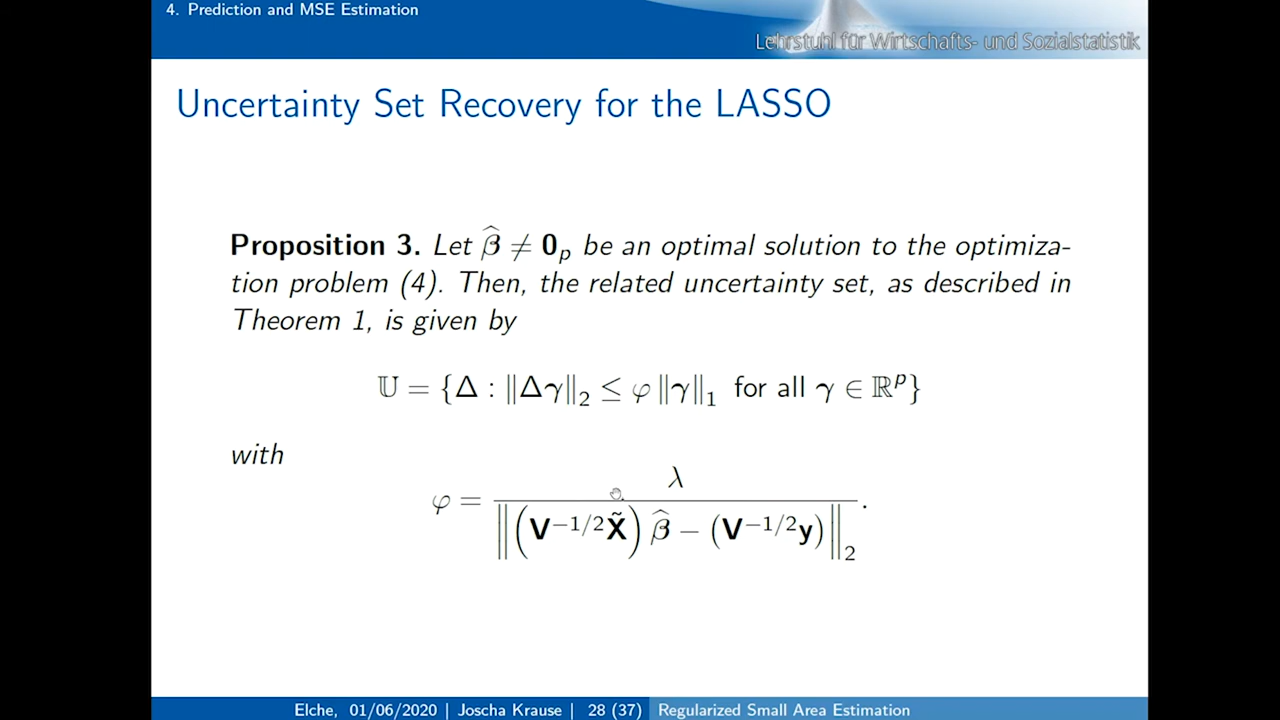 4. Prediction and MSE Estimation
Lehrstuhl für Wirtschafts- und Sozialstatistik
Uncertainty Set Recovery for the LASSO
Proposition 3. Let β̂ ≠ 0ₚ be an optimal solution to the optimiza-
tion problem (4). Then, the related uncertainty set, as described in
Theorem 1, is given by
𝕌 = {Δ : ‖Δγ‖₂ ≤ φ ‖γ‖₁ for all γ ∈ ℝᵖ}
with
φ = λ / ‖(V^{-1/2}X̃) β̂ − (V^{-1/2}y)‖₂ .
Elche, 01/06/2020 | Joscha Krause | 28 (37) Regularized Small Area Estimation